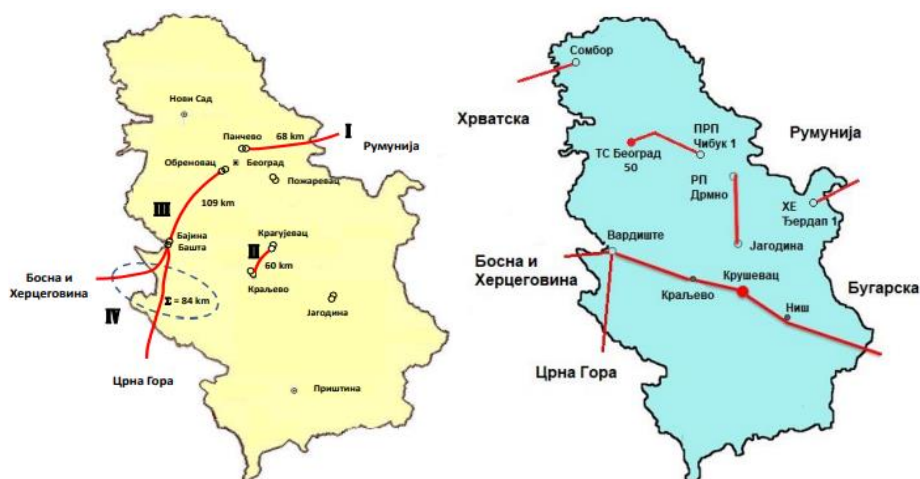 Нови Сад
Панчево
68 km
I
Румунија
Обреновац
Београд
Пожаревац
III
109 km
Бајина
Башта
Крагујевац
II
60 km
Краљево
Босна и
Херцеговина
Σ = 84 km
IV
Јагодина
Црна Гора
Приштина
Сомбор
Хрватска
ПРП
Чибук 1
Румунија
ТС Београд
50
РП
Дрмно
ХЕ
Ђердап 1
Вардиште
Јагодина
Босна и
Херцеговина
Крушевац
Краљево
Бугарска
Ниш
Црна Гора